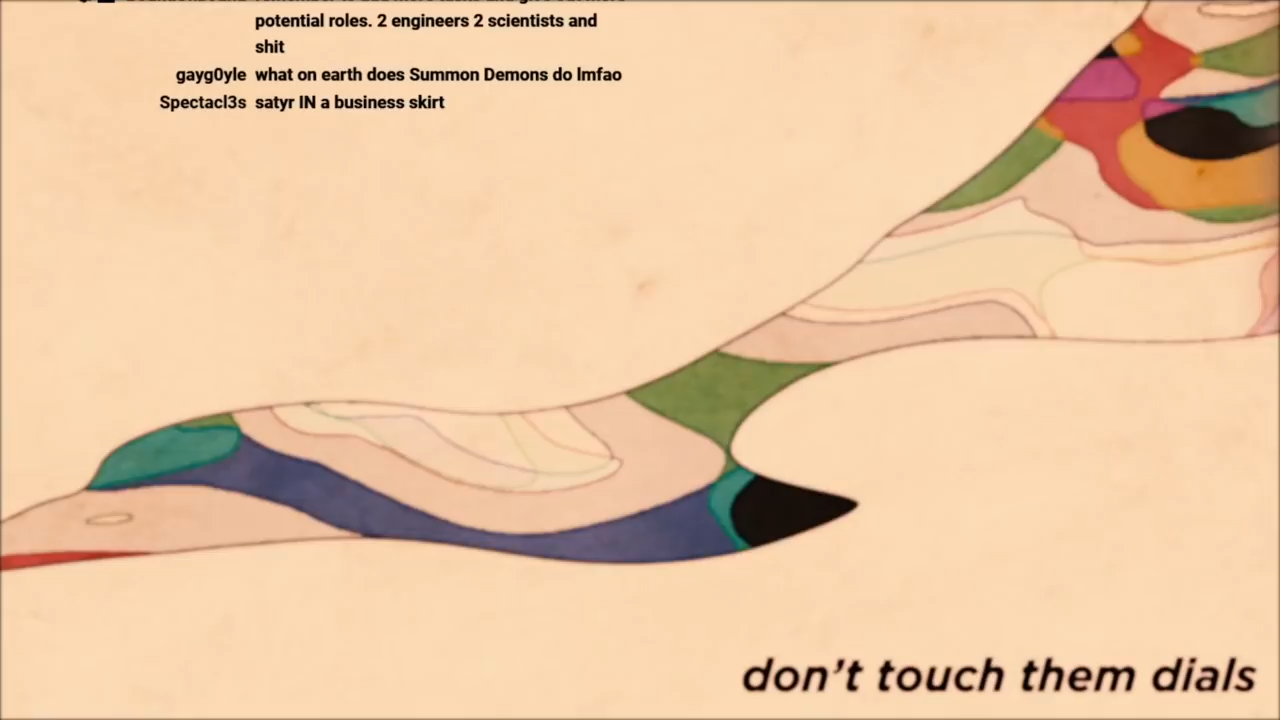 potential roles. 2 engineers 2 scientists and
shit
gayg0yle what on earth does Summon Demons do lmfao
Spectacl3s satyr IN a business skirt
don't touch them dials